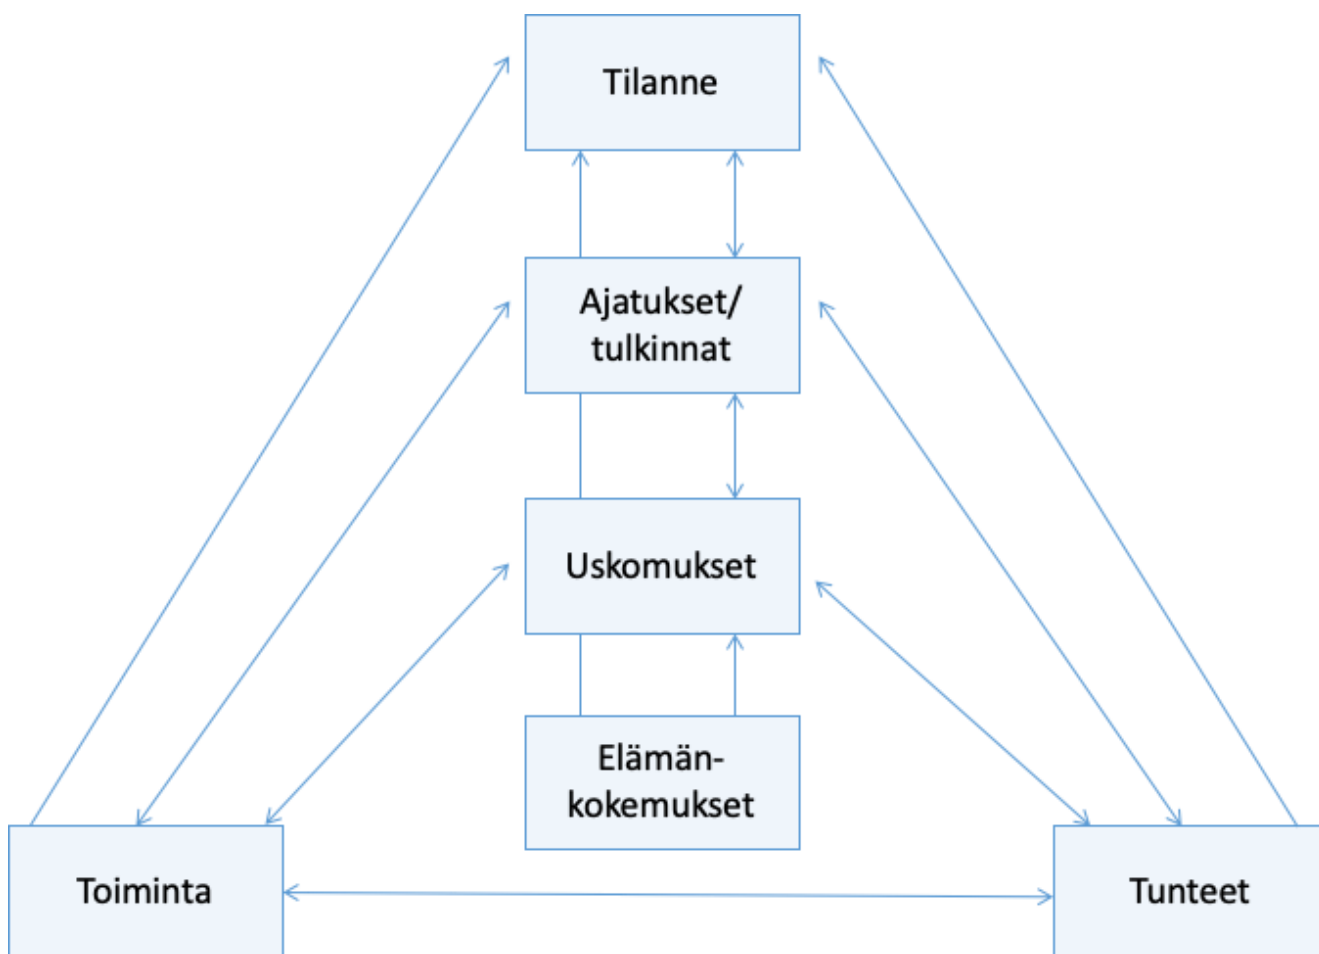 Tilanne
Ajatukset/
tulkinnat
Uskomukset
Elämän-
kokemukset
Toiminta
Tunteet